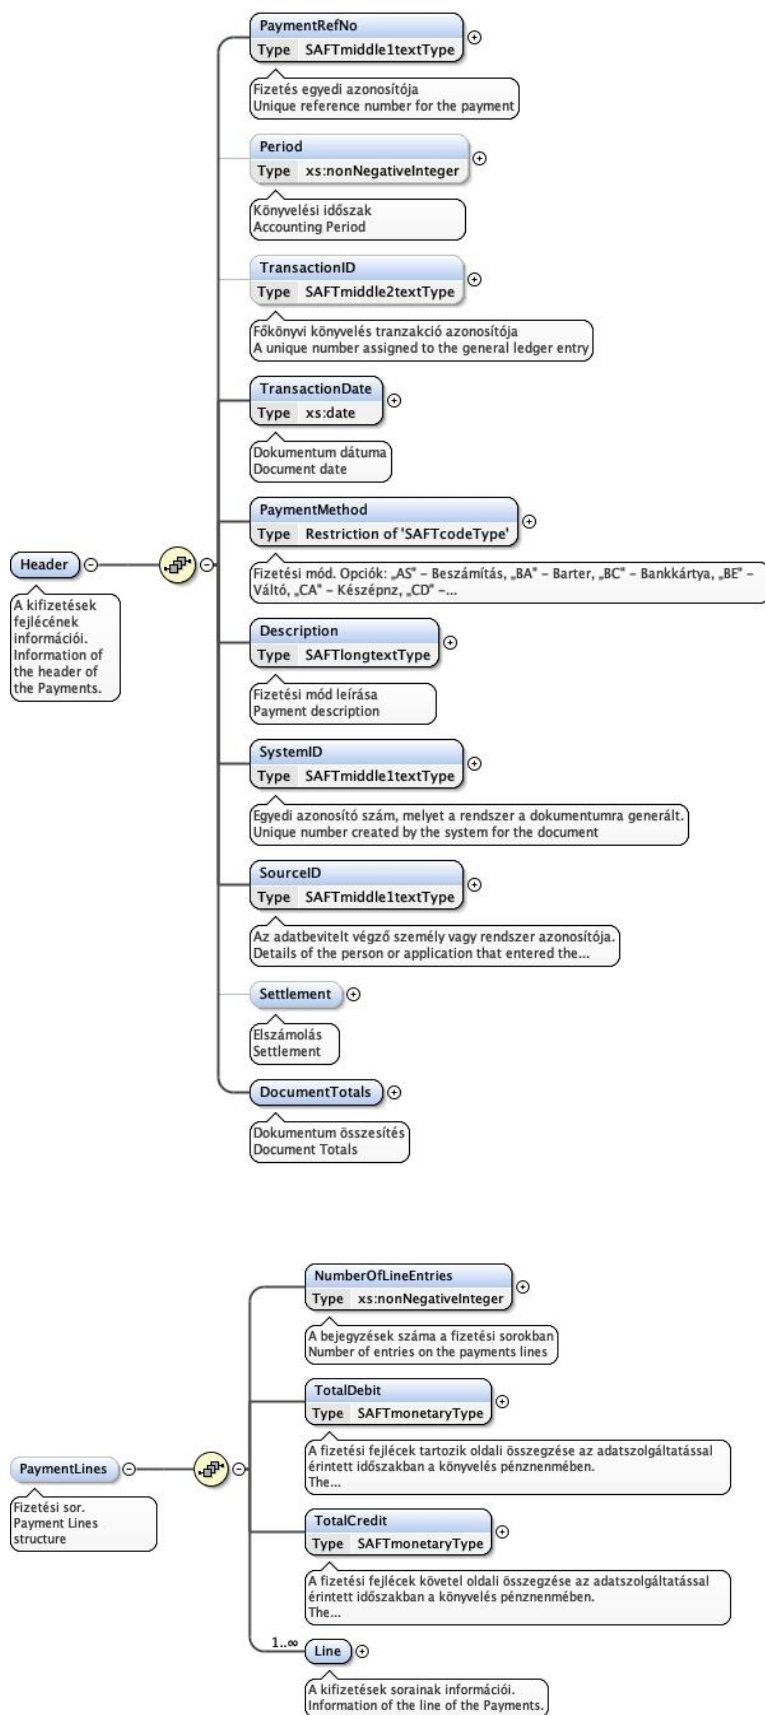 PaymentRefNo
Type SAFTmiddle1textType
Fizetés egyedi azonosítója
Unique reference number for the payment
Period
Type xs:nonNegativeInteger
Könyvelési időszak
Accounting Period
TransactionID
Type SAFTmiddle2textType
Főkönyvi könyvelés tranzakció azonosítója
A unique number assigned to the general ledger entry
TransactionDate
Type xs:date
Dokumentum dátuma
Document date
PaymentMethod
Type Restriction of 'SAFTcodeType'
Fizetési mód. Opciók: „AS" – Beszámítás, „BA" – Barter, „BC" – Bankkártya, „BE" –
Váltó, „CA" – Készépnz, „CD" –...
Header
A kifizetések
fejlécének
információi.
Information of
the header of
the Payments.
Description
Type SAFTlongtextType
Fizetési mód leírása
Payment description
SystemID
Type SAFTmiddle1textType
Egyedi azonosító szám, melyet a rendszer a dokumentumra generált.
Unique number created by the system for the document
SourceID
Type SAFTmiddle1textType
Az adatbevitelt végző személy vagy rendszer azonosítója.
Details of the person or application that entered the...
Settlement
Elszámolás
Settlement
DocumentTotals
Dokumentum összesítés
Document Totals
NumberOfLineEntries
Type xs:nonNegativeInteger
A bejegyzések száma a fizetési sorokban
Number of entries on the payments lines
TotalDebit
Type SAFTmonetaryType
A fizetési fejlécek tartozik oldali összegzése az adatszolgáltatással
érintett időszakban a könyvelés pénznenmében.
The...
PaymentLines
Fizetési sor.
Payment Lines
structure
TotalCredit
Type SAFTmonetaryType
A fizetési fejlécek követel oldali összegzése az adatszolgáltatással
érintett időszakban a könyvelés pénznenmében.
The...
1..∞
Line
A kifizetések sorainak információi.
Information of the line of the Payments.